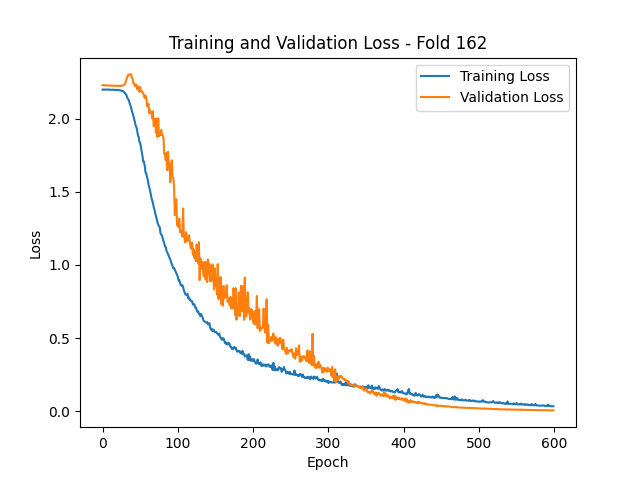 Training and Validation Loss - Fold 162
Training Loss
Validation Loss
Loss
2.0
1.5
1.0
0.5
0.0
0 100 200 300 400 500 600
Epoch